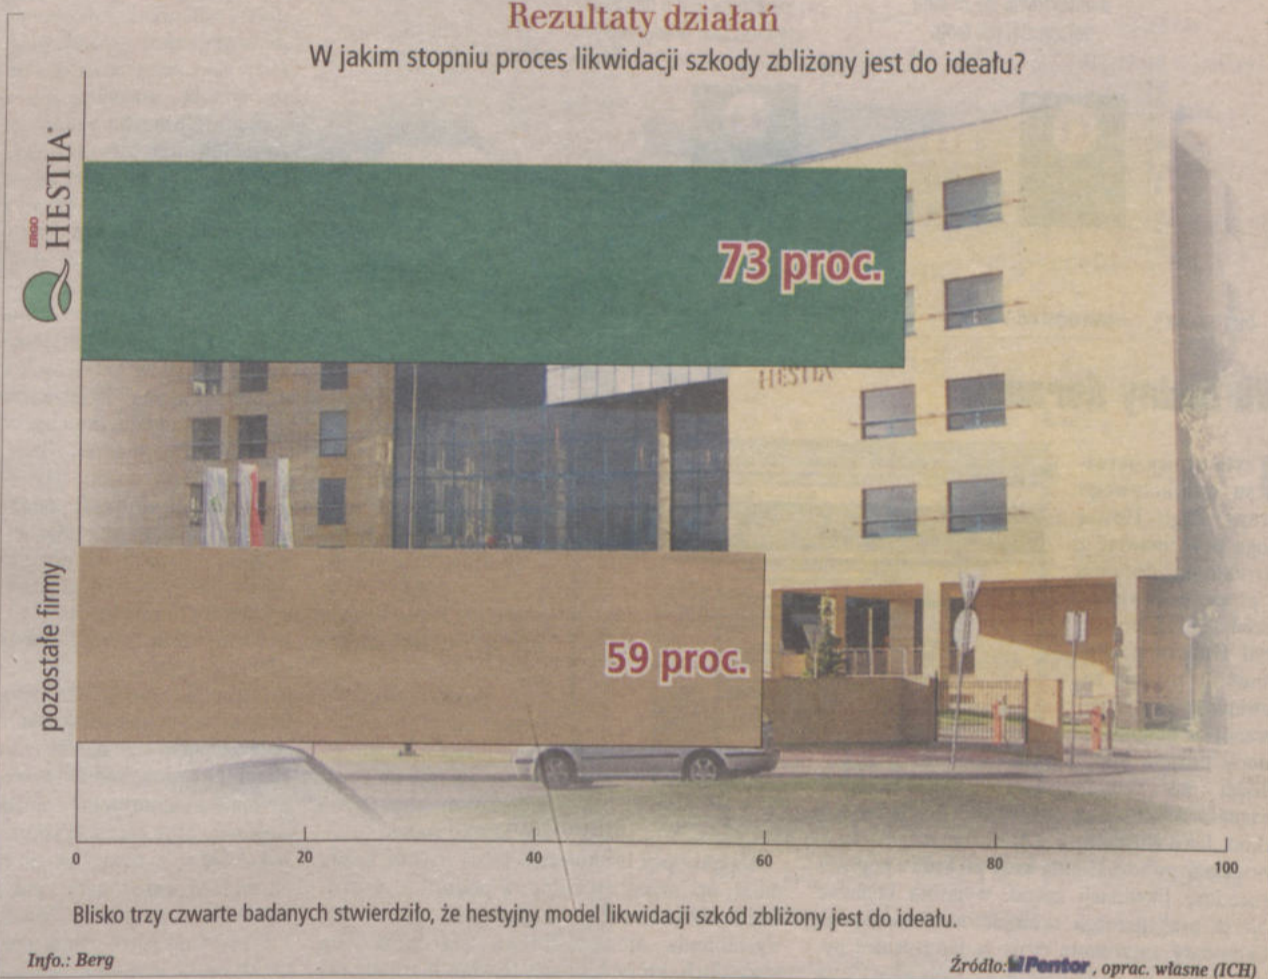 Rezultaty działań
W jakim stopniu proces likwidacji szkody zbliżony jest do ideału?
ERGO
HESTIA
73 proc.
HESTIA
pozostałe firmy
59 proc.
0 20 40 60 80 100
Blisko trzy czwarte badanych stwierdziło, że hestyjny model likwidacji szkód zbliżony jest do ideału.
Info.: Berg
Źródło: Pentor, oprac. własne (ICH)